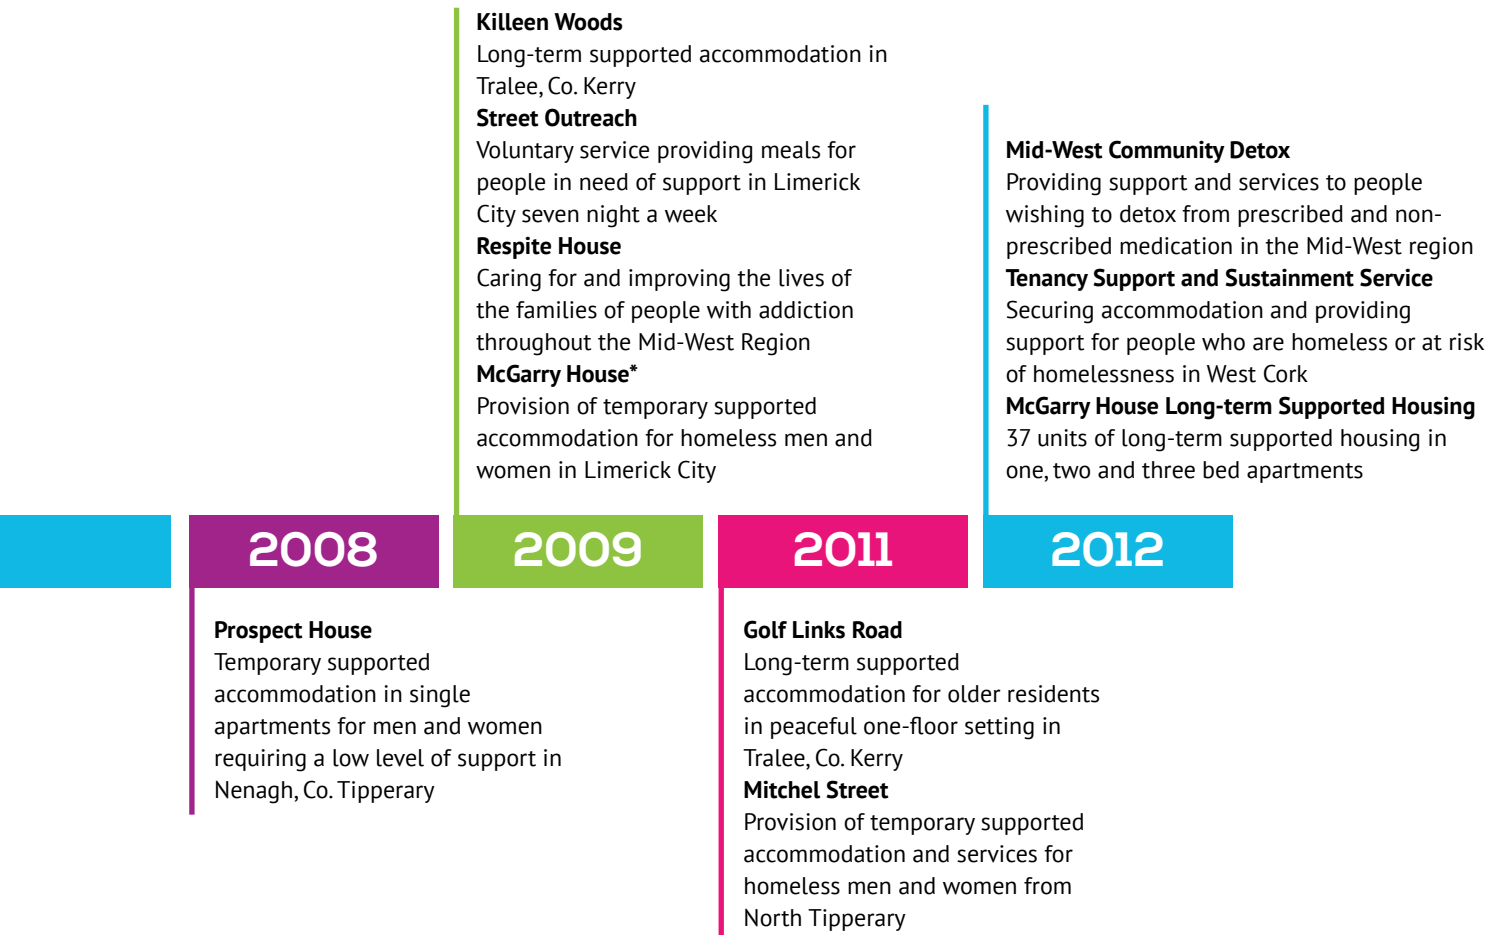 Killeen Woods
Long-term supported accommodation in
Tralee, Co. Kerry
Street Outreach
Voluntary service providing meals for
people in need of support in Limerick
City seven night a week
Respite House
Caring for and improving the lives of
the families of people with addiction
throughout the Mid-West Region
McGarry House*
Provision of temporary supported
accommodation for homeless men and
women in Limerick City
Mid-West Community Detox
Providing support and services to people
wishing to detox from prescribed and non-
prescribed medication in the Mid-West region
Tenancy Support and Sustainment Service
Securing accommodation and providing
support for people who are homeless or at risk
of homelessness in West Cork
McGarry House Long-term Supported Housing
37 units of long-term supported housing in
one, two and three bed apartments
2008
2009
2011
2012
Prospect House
Temporary supported
accommodation in single
apartments for men and women
requiring a low level of support in
Nenagh, Co. Tipperary
Golf Links Road
Long-term supported
accommodation for older residents
in peaceful one-floor setting in
Tralee, Co. Kerry
Mitchel Street
Provision of temporary supported
accommodation and services for
homeless men and women from
North Tipperary